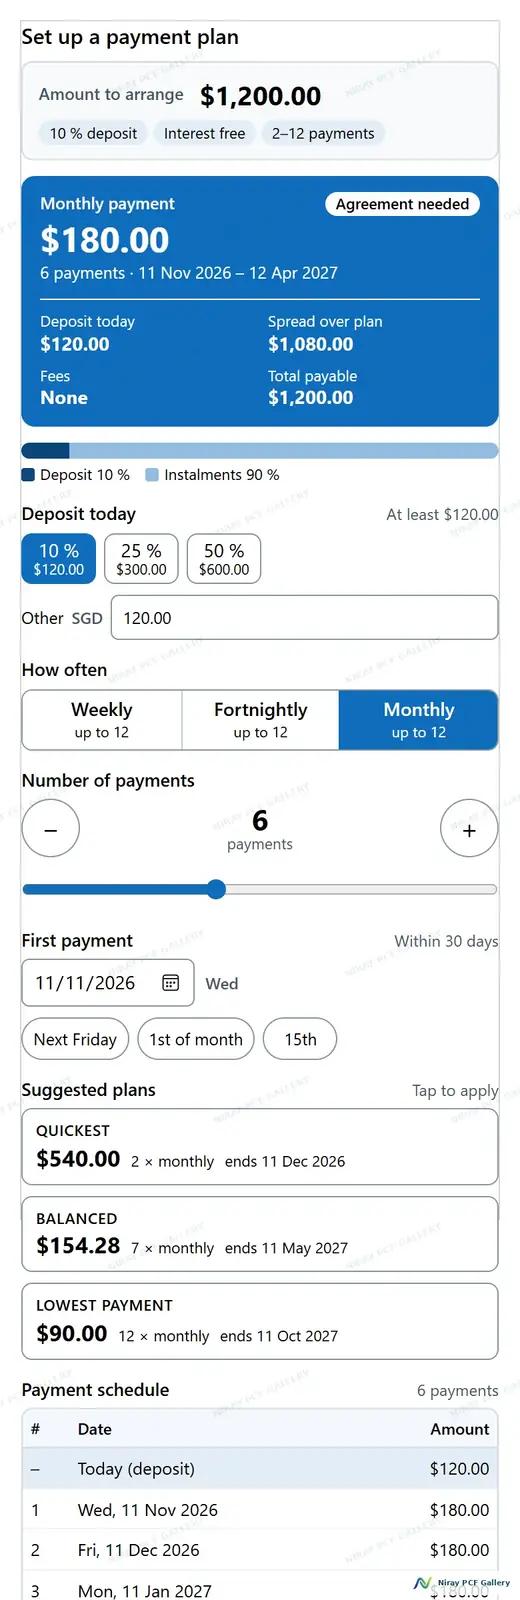 Set up a payment plan
Amount to arrange $1,200.00
10 % deposit Interest free 2–12 payments
Monthly payment Agreement needed
$180.00
6 payments · 11 Nov 2026 – 12 Apr 2027
Deposit today Spread over plan
$120.00 $1,080.00
Fees Total payable
None $1,200.00
Deposit 10 % Instalments 90 %
Deposit today At least $120.00
10 % 25 % 50 %
$120.00 $300.00 $600.00
Other SGD 120.00
How often
Weekly Fortnightly Monthly
up to 12 up to 12 up to 12
Number of payments
− 6 +
payments
First payment Within 30 days
11/11/2026 Wed
Next Friday 1st of month 15th
Suggested plans Tap to apply
QUICKEST
$540.00 2 × monthly ends 11 Dec 2026
BALANCED
$154.28 7 × monthly ends 11 May 2027
LOWEST PAYMENT
$90.00 12 × monthly ends 11 Oct 2027
Payment schedule 6 payments
# Date Amount
– Today (deposit) $120.00
1 Wed, 11 Nov 2026 $180.00
2 Fri, 11 Dec 2026 $180.00
3 Mon, 11 Jan 2027 $180.00
Niray PCF Gallery